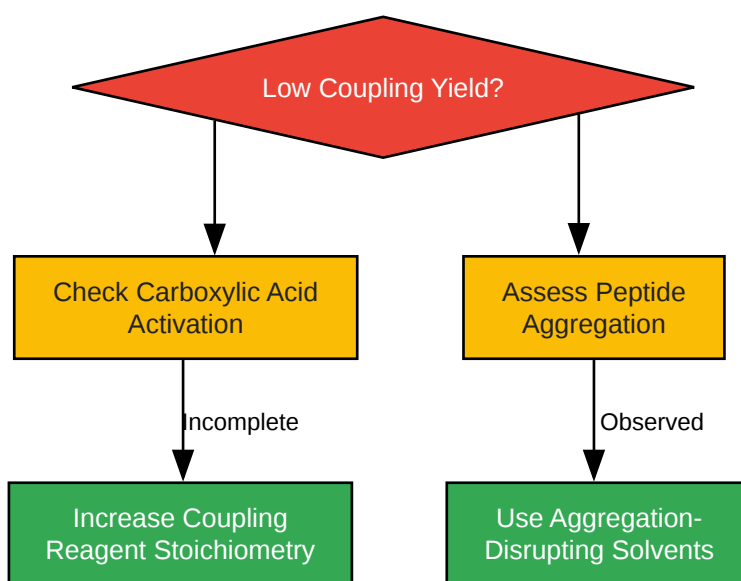 Low Coupling Yield?
Check Carboxylic Acid
Activation
Assess Peptide
Aggregation
Incomplete
Observed
Increase Coupling
Reagent Stoichiometry
Use Aggregation-
Disrupting Solvents